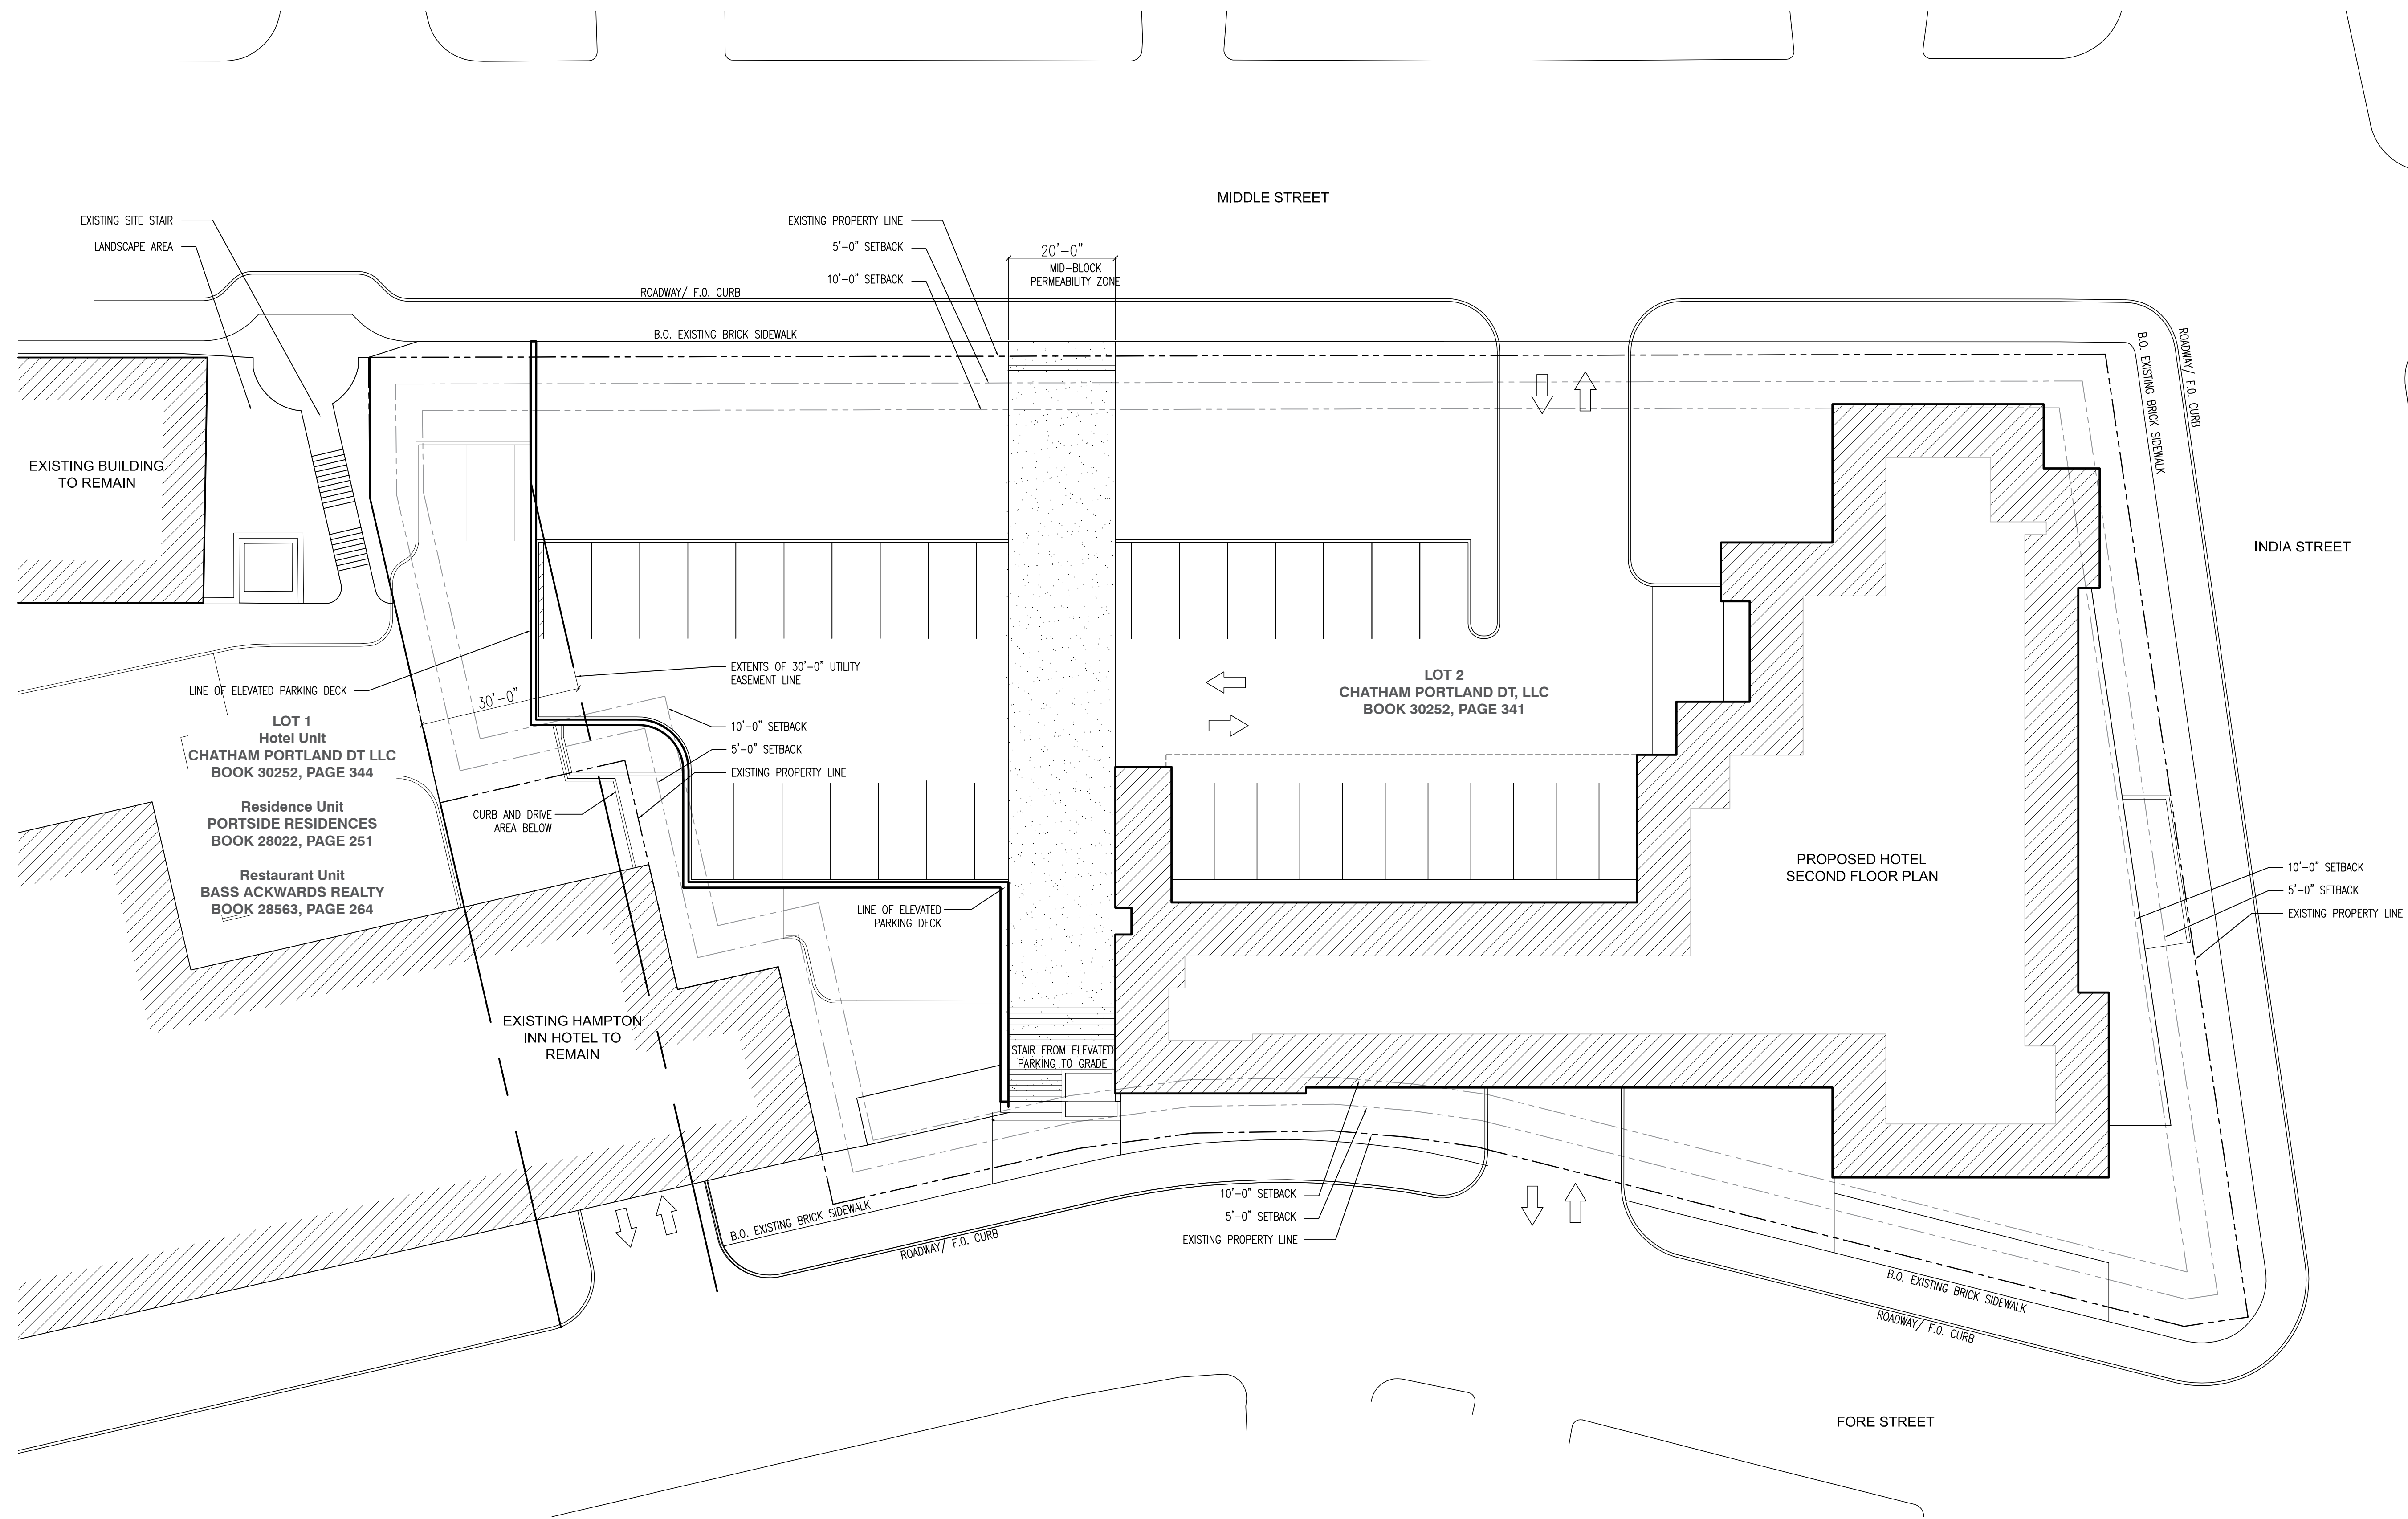 MIDDLE STREET
EXISTING SITE STAIR
LANDSCAPE AREA
EXISTING PROPERTY LINE
5'-0" SETBACK
10'-0" SETBACK
20'-0"
MID-BLOCK
PERMEABILITY ZONE
ROADWAY/ F.O. CURB
B.O. EXISTING BRICK SIDEWALK
B.O. EXISTING BRICK SIDEWALK
ROADWAY/ F.O. CURB
EXISTING BUILDING
TO REMAIN
INDIA STREET
EXTENTS OF 30'-0" UTILITY
EASEMENT LINE
LINE OF ELEVATED PARKING DECK
30'-0"
LOT 2
CHATHAM PORTLAND DT, LLC
BOOK 30252, PAGE 341
LOT 1
Hotel Unit
CHATHAM PORTLAND DT LLC
BOOK 30252, PAGE 344
Residence Unit
PORTSIDE RESIDENCES
BOOK 28022, PAGE 251
Restaurant Unit
BASS ACKWARDS REALTY
BOOK 28563, PAGE 264
10'-0" SETBACK
5'-0" SETBACK
EXISTING PROPERTY LINE
CURB AND DRIVE
AREA BELOW
LINE OF ELEVATED
PARKING DECK
PROPOSED HOTEL
SECOND FLOOR PLAN
10'-0" SETBACK
5'-0" SETBACK
EXISTING PROPERTY LINE
EXISTING HAMPTON
INN HOTEL TO
REMAIN
STAIR FROM ELEVATED
PARKING TO GRADE
10'-0" SETBACK
5'-0" SETBACK
EXISTING PROPERTY LINE
B.O. EXISTING BRICK SIDEWALK
ROADWAY/ F.O. CURB
B.O. EXISTING BRICK SIDEWALK
ROADWAY/ F.O. CURB
FORE STREET